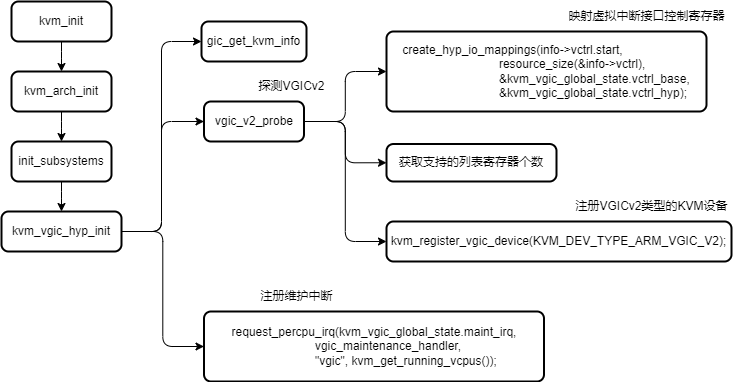 kvm_init
kvm_arch_init
init_subsystems
kvm_vgic_hyp_init
gic_get_kvm_info
探测VGICv2
vgic_v2_probe
映射虚拟中断接口控制寄存器
create_hyp_io_mappings(info->vctrl.start,
resource_size(&info->vctrl),
&kvm_vgic_global_state.vctrl_base,
&kvm_vgic_global_state.vctrl_hyp);
获取支持的列表寄存器个数
注册VGICv2类型的KVM设备
kvm_register_vgic_device(KVM_DEV_TYPE_ARM_VGIC_V2);
注册维护中断
request_percpu_irq(kvm_vgic_global_state.maint_irq,
vgic_maintenance_handler,
"vgic", kvm_get_running_vcpus());